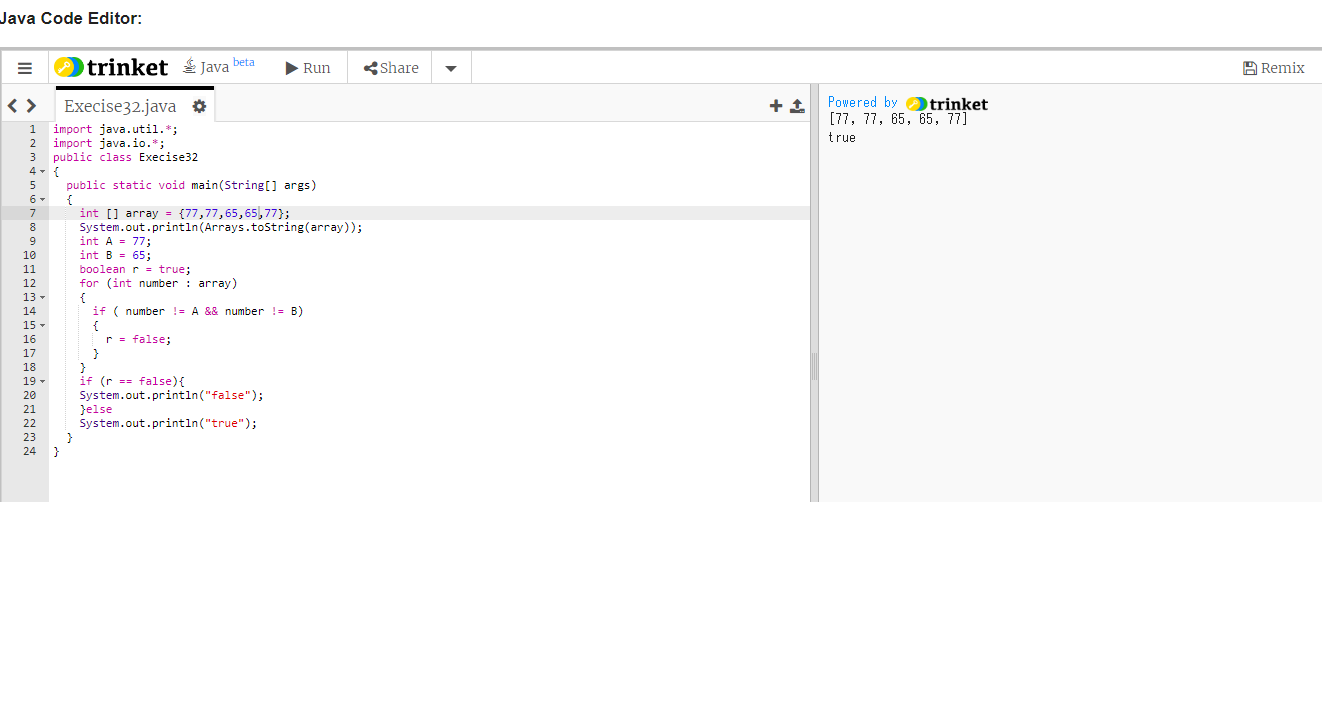 Java Code Editor:
trinket Java beta Run Share Remix
Execise32.java
1 import java.util.*;
2 import java.io.*;
3 public class Execise32
4 {
5 public static void main(String[] args)
6 {
7 int [] array = {77,77,65,65,77};
8 System.out.println(Arrays.toString(array));
9 int A = 77;
10 int B = 65;
11 boolean r = true;
12 for (int number : array)
13 {
14 if ( number != A && number != B)
15 {
16 r = false;
17 }
18 }
19 if (r == false){
20 System.out.println("false");
21 }else
22 System.out.println("true");
23 }
24 }
Powered by trinket
[77, 77, 65, 65, 77]
true